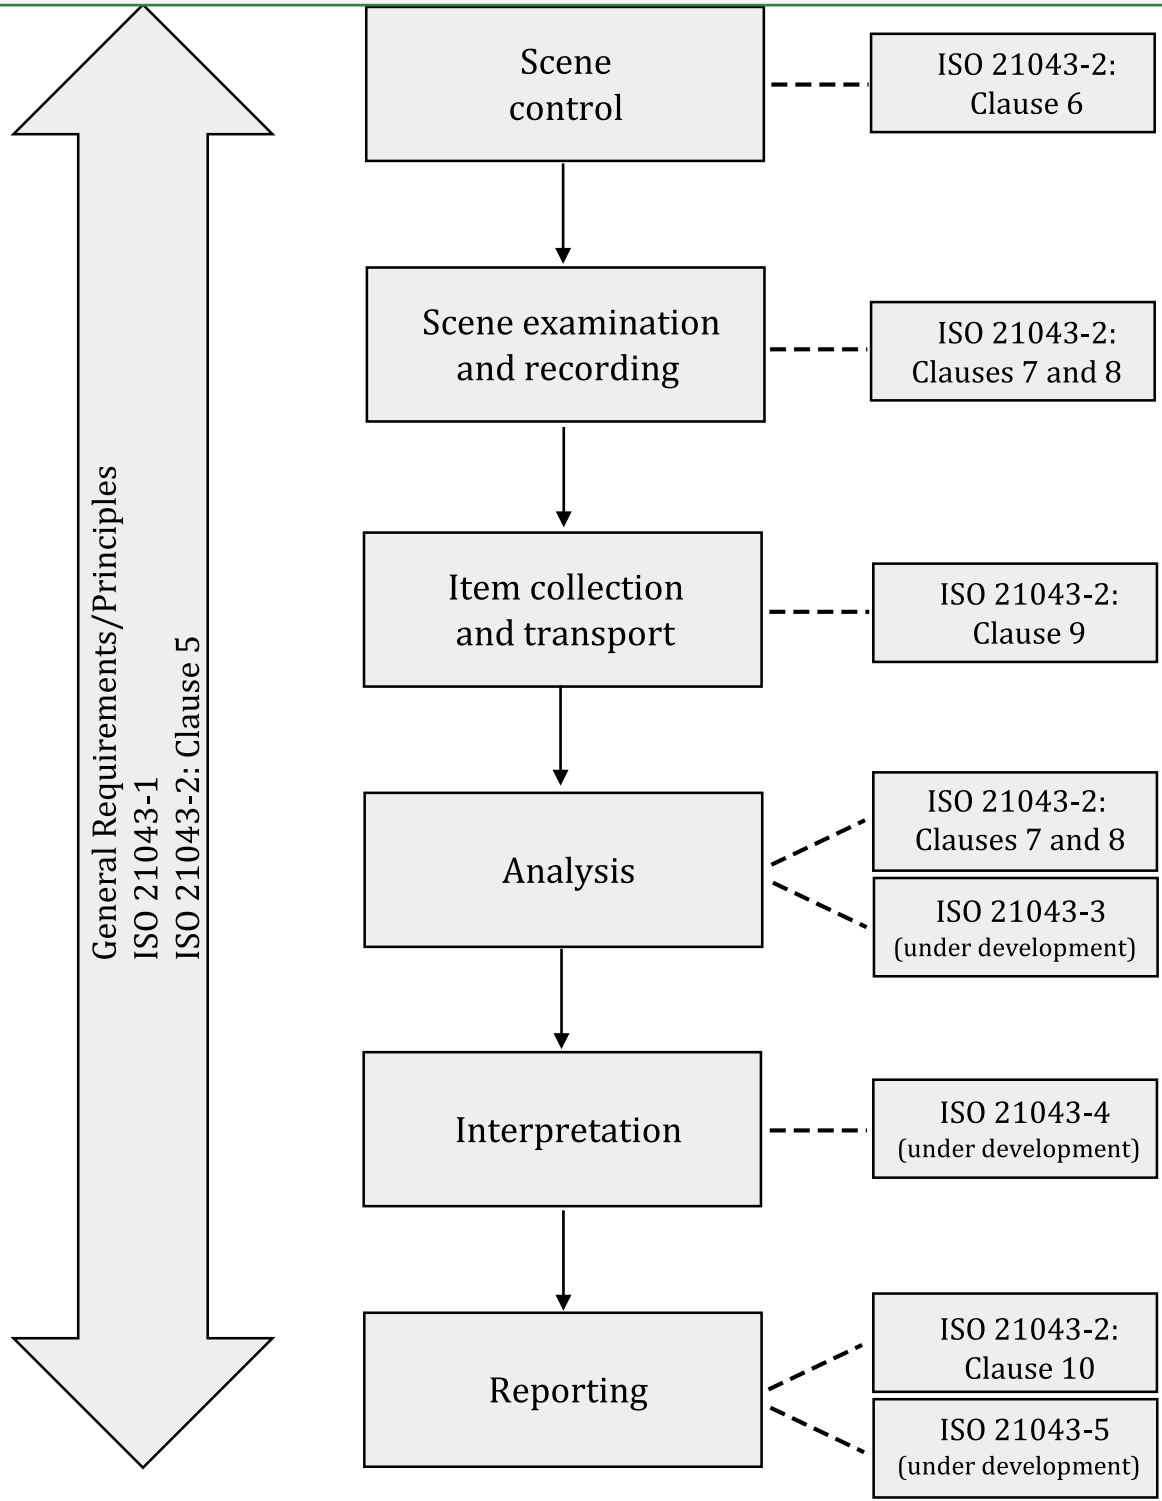 Scene
control
ISO 21043-2:
Clause 6
Scene examination
and recording
ISO 21043-2:
Clauses 7 and 8
General Requirements/Principles
ISO 21043-1
ISO 21043-2: Clause 5
Item collection
and transport
ISO 21043-2:
Clause 9
Analysis
ISO 21043-2:
Clauses 7 and 8
ISO 21043-3
(under development)
Interpretation
ISO 21043-4
(under development)
Reporting
ISO 21043-2:
Clause 10
ISO 21043-5
(under development)